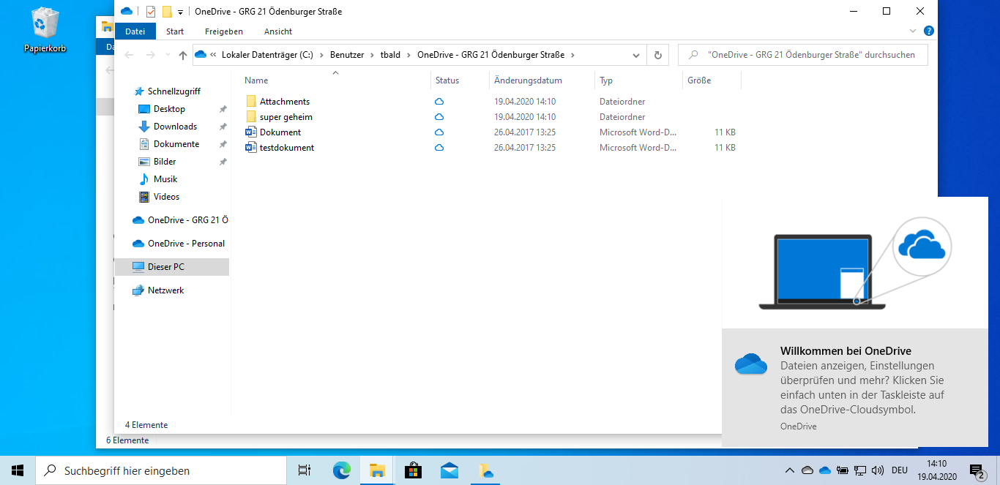 Papierkorb
OneDrive - GRG 21 Ödenburger Straße
Datei Start Freigeben Ansicht
« Lokaler Datenträger (C:) › Benutzer › tbald › OneDrive - GRG 21 Ödenburger Straße ›
"OneDrive - GRG 21 Ödenburger Straße" durchsuchen
Schnellzugriff
Desktop
Downloads
Dokumente
Bilder
Musik
Videos
OneDrive - GRG 21 Ö
OneDrive - Personal
Dieser PC
Netzwerk
Name Status Änderungsdatum Typ Größe
Attachments 19.04.2020 14:10 Dateiordner
super geheim 19.04.2020 14:10 Dateiordner
Dokument 26.04.2017 13:25 Microsoft Word-D... 11 KB
testdokument 26.04.2017 13:25 Microsoft Word-D... 11 KB
4 Elemente
6 Elemente
Willkommen bei OneDrive
Dateien anzeigen, Einstellungen
überprüfen und mehr? Klicken Sie
einfach unten in der Taskleiste auf
das OneDrive-Cloudsymbol.
OneDrive
Suchbegriff hier eingeben
DEU
14:10
19.04.2020
2